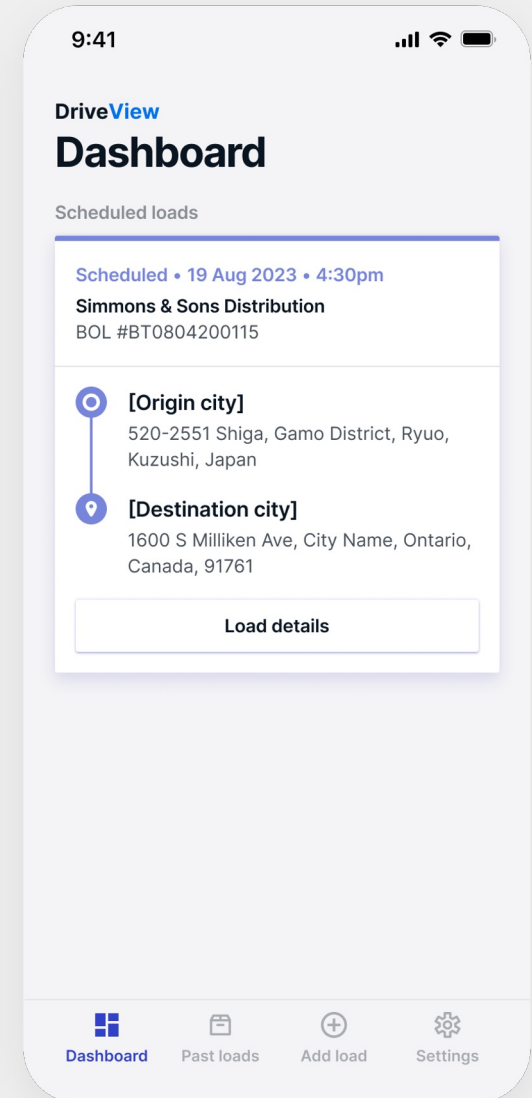 9:41
DriveView
Dashboard
Scheduled loads
Scheduled • 19 Aug 2023 • 4:30pm
Simmons & Sons Distribution
BOL #BT0804200115
[Origin city]
520-2551 Shiga, Gamo District, Ryuo,
Kuzushi, Japan
[Destination city]
1600 S Milliken Ave, City Name, Ontario,
Canada, 91761
Load details
Dashboard Past loads Add load Settings